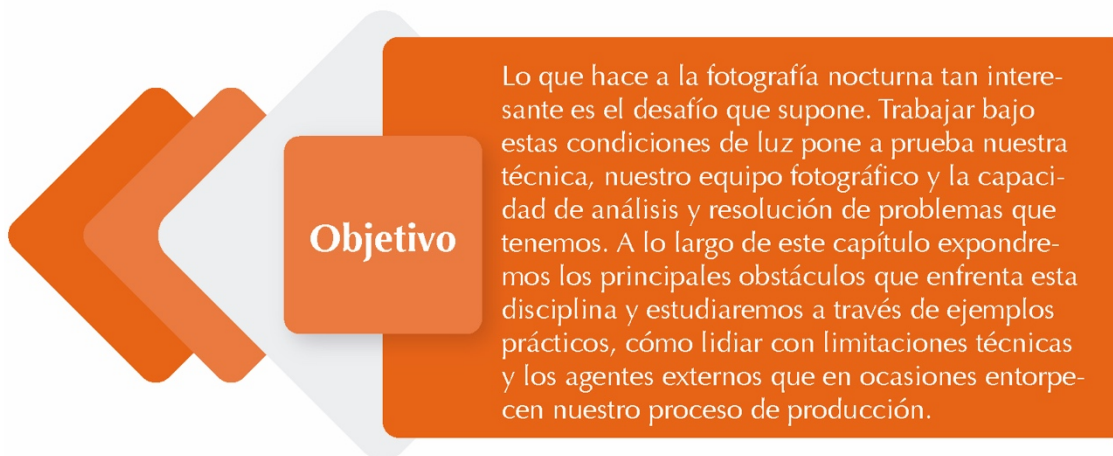 Objetivo
Lo que hace a la fotografía nocturna tan intere-
sante es el desafío que supone. Trabajar bajo
estas condiciones de luz pone a prueba nuestra
técnica, nuestro equipo fotográfico y la capaci-
dad de análisis y resolución de problemas que
tenemos. A lo largo de este capítulo expondre-
mos los principales obstáculos que enfrenta esta
disciplina y estudiaremos a través de ejemplos
prácticos, cómo lidiar con limitaciones técnicas
y los agentes externos que en ocasiones entorpe-
cen nuestro proceso de producción.